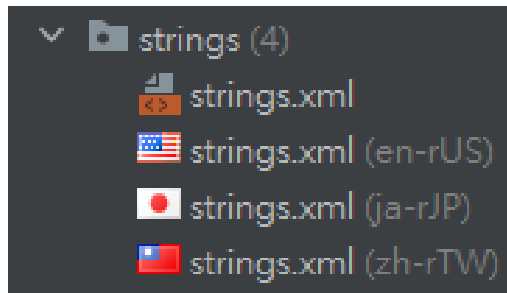 strings (4)
strings.xml
strings.xml (en-rUS)
strings.xml (ja-rJP)
strings.xml (zh-rTW)